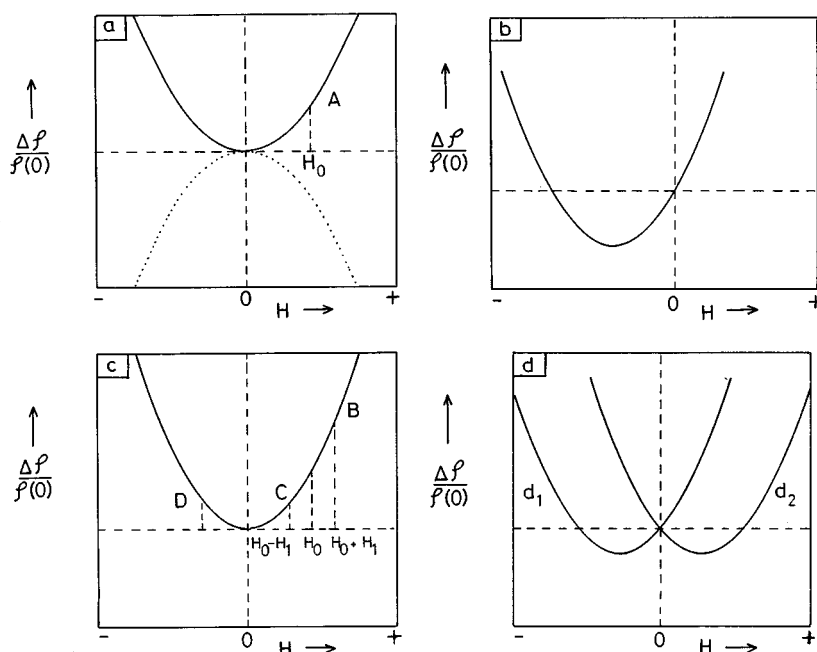 a
A
H₀
↑
Δρ
ρ(0)
- 0 +
H →
b
↑
Δρ
ρ(0)
- 0 +
H →
c
B
C
D
H₀-H₁ H₀ H₀+H₁
↑
Δρ
ρ(0)
- 0 +
H →
d
d₁ d₂
↑
Δρ
ρ(0)
- 0 +
H →